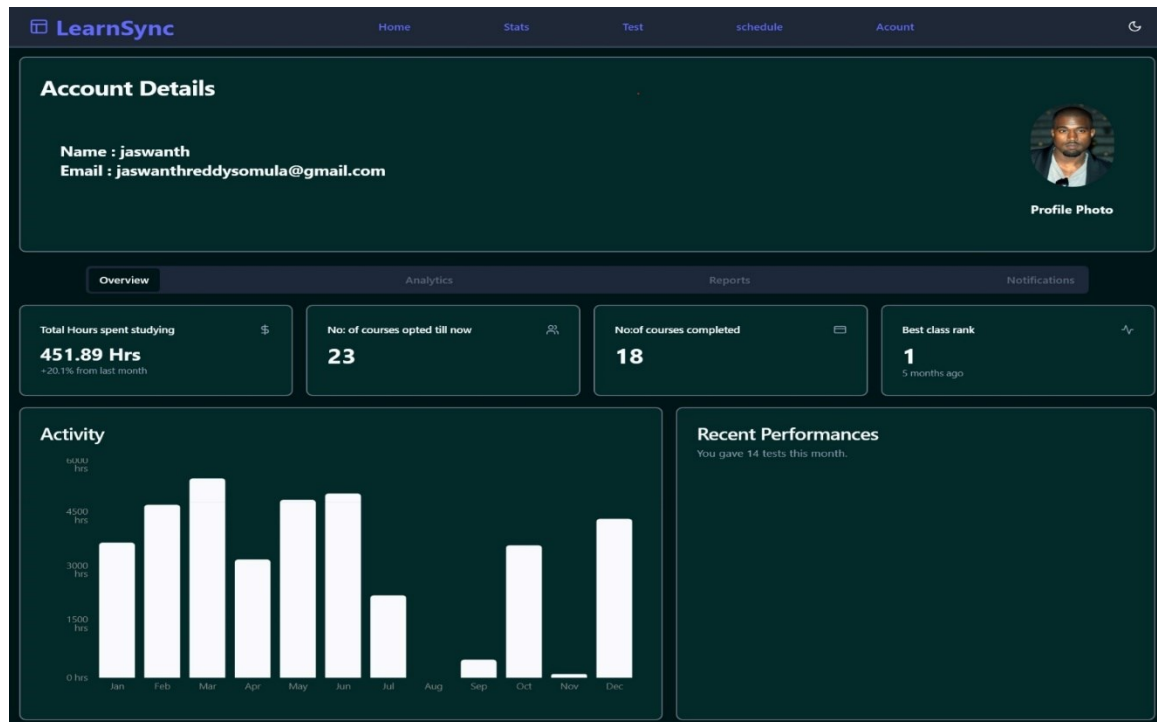 LearnSync
Home Stats Test schedule Acount
Account Details
Name : jaswanth
Email : jaswanthreddysomula@gmail.com
Profile Photo
Overview Analytics Reports Notifications
Total Hours spent studying $
451.89 Hrs
+20.1% from last month
No: of courses opted till now
23
No:of courses completed
18
Best class rank
1
5 months ago
Activity
6000
hrs
4500
hrs
3000
hrs
1500
hrs
0 hrs
Jan Feb Mar Apr May Jun Jul Aug Sep Oct Nov Dec
Recent Performances
You gave 14 tests this month.